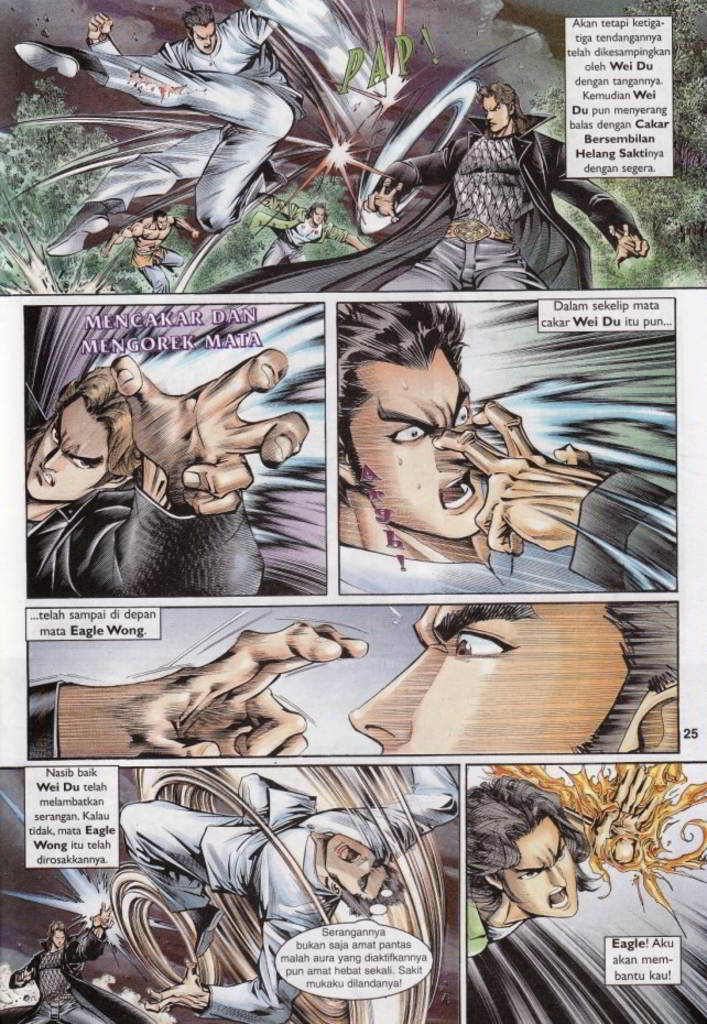 PAP!
Akan tetapi ketiga-
tiga tendangannya
telah dikesampingkan
oleh Wei Du
dengan tangannya.
Kemudian Wei
Du pun menyerang
balas dengan Cakar
Bersembilan
Helang Saktinya
dengan segera.
MENCAKAR DAN
MENGOREK MATA
Dalam sekelip mata
cakar Wei Du itu pun...
Argh!
...telah sampai di depan
mata Eagle Wong.
25
Nasib baik
Wei Du telah
melambatkan
serangan. Kalau
tidak, mata Eagle
Wong itu telah
dirosakkannya.
Serangannya
bukan saja amat pantas
malah aura yang diaktifkannya
pun amat hebat sekali. Sakit
mukaku dilandanya!
Eagle! Aku
akan mem-
bantu kau!